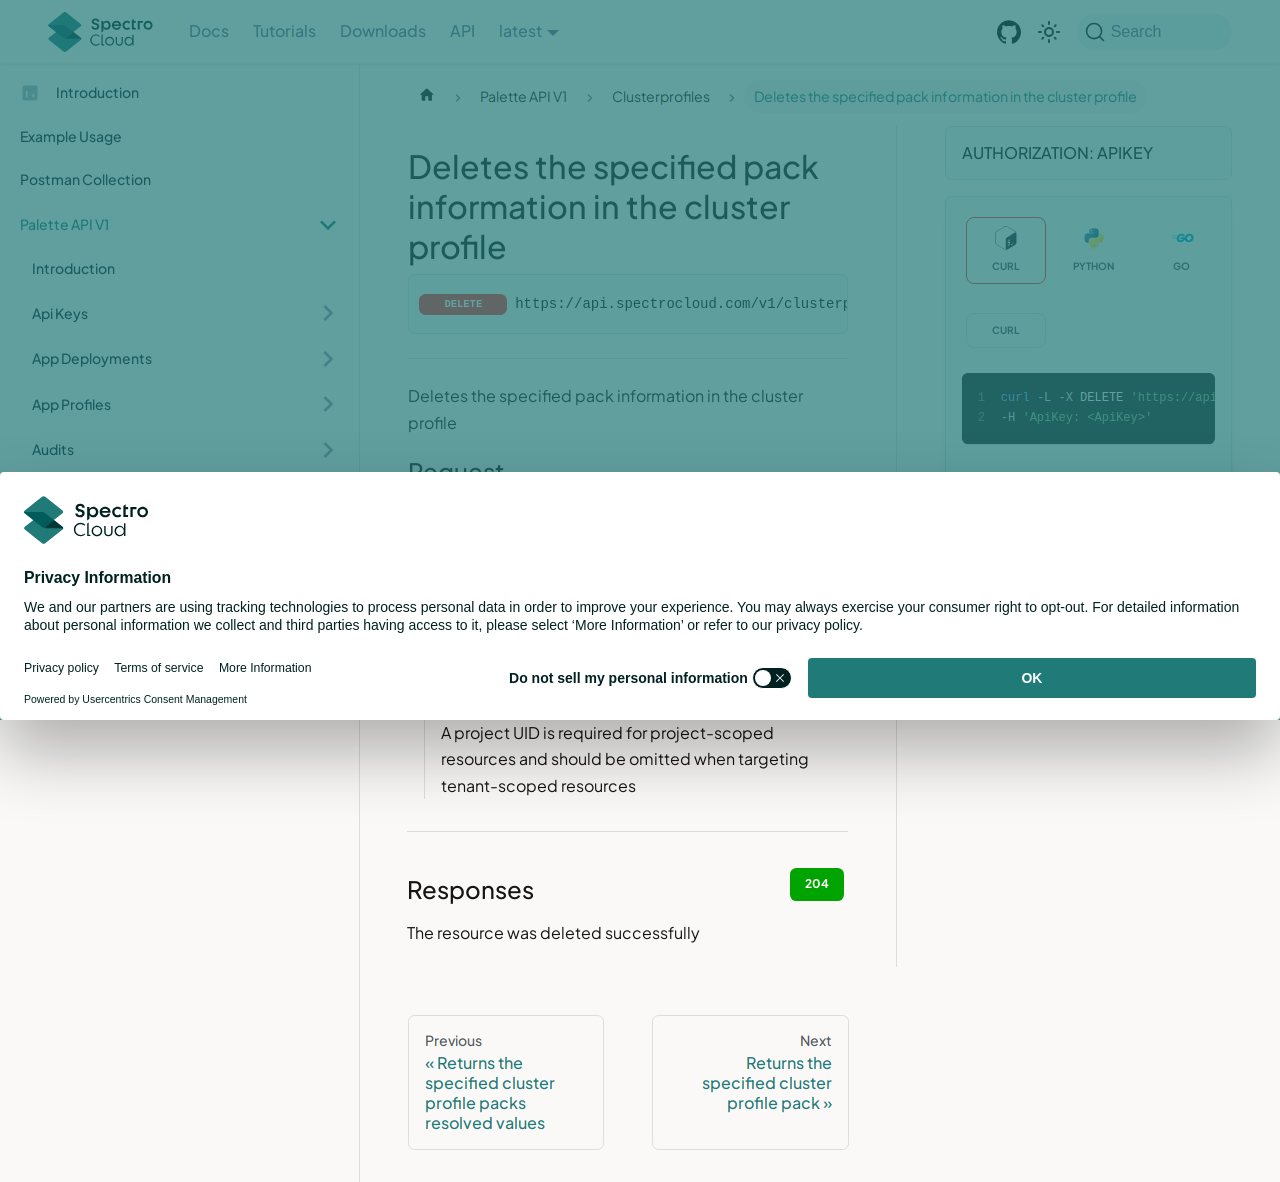 Spectro Cloud
Docs
Tutorials
Downloads
API
latest
Search
Introduction
Example Usage
Postman Collection
Palette API V1
Introduction
Api Keys
App Deployments
App Profiles
Audits
Palette API V1
Clusterprofiles
Deletes the specified pack information in the cluster profile
Deletes the specified pack
information in the cluster
profile
DELETE
https://api.spectrocloud.com/v1/clusterp
Deletes the specified pack information in the cluster
profile
Request
AUTHORIZATION: APIKEY
CURL
PYTHON
GO
CURL
1 curl -L -X DELETE 'https://api
2 -H 'ApiKey: <ApiKey>'
Spectro
Cloud
Privacy Information
We and our partners are using tracking technologies to process personal data in order to improve your experience. You may always exercise your consumer right to opt-out. For detailed information
about personal information we collect and third parties having access to it, please select ‘More Information’ or refer to our privacy policy.
Privacy policy
Terms of service
More Information
Powered by Usercentrics Consent Management
Do not sell my personal information
OK
A project UID is required for project-scoped
resources and should be omitted when targeting
tenant-scoped resources
Responses
204
The resource was deleted successfully
Previous
« Returns the
specified cluster
profile packs
resolved values
Next
Returns the
specified cluster
profile pack »